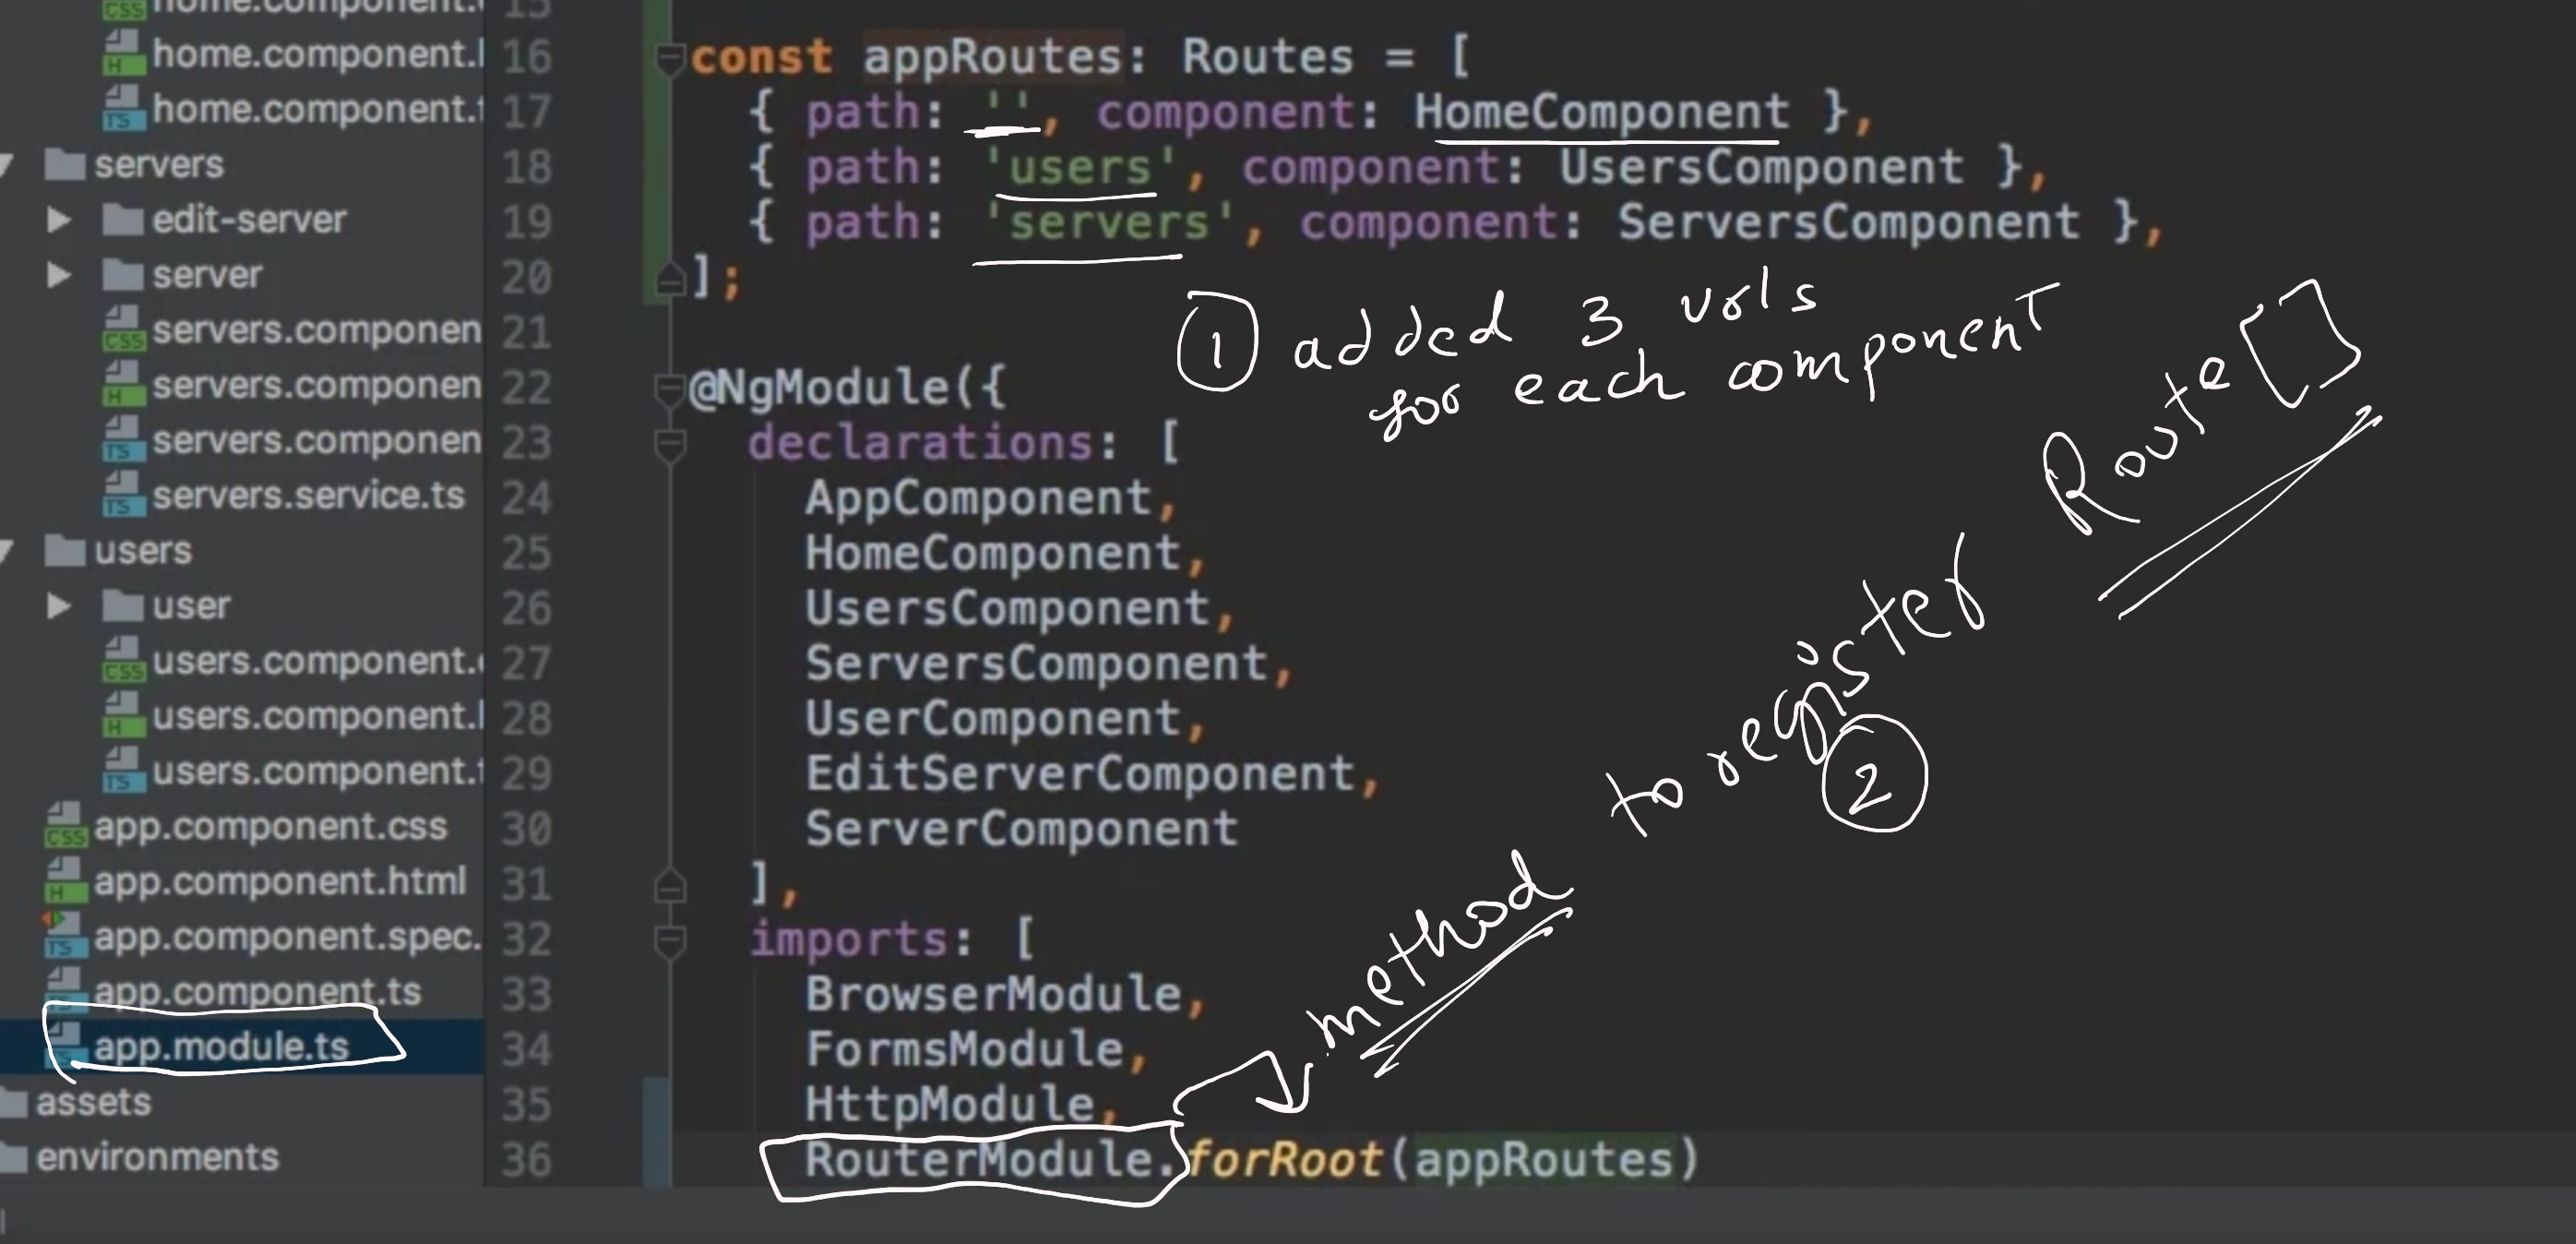 home.component.
home.component.
home.component.
servers
edit-server
server
servers.componen
servers.componen
servers.componen
servers.service.ts
users
user
users.component.
users.component.
users.component.
app.component.css
app.component.html
app.component.spec.
app.component.ts
app.module.ts
assets
environments
15
16 const appRoutes: Routes = [
17 { path: '', component: HomeComponent },
18 { path: 'users', component: UsersComponent },
19 { path: 'servers', component: ServersComponent },
20 ];
21
22 @NgModule({
23 declarations: [
24 AppComponent,
25 HomeComponent,
26 UsersComponent,
27 ServersComponent,
28 UserComponent,
29 EditServerComponent,
30 ServerComponent
31 ],
32 imports: [
33 BrowserModule,
34 FormsModule,
35 HttpModule,
36 RouterModule.forRoot(appRoutes)
1 added 3 urls
for each component
method to register Route []
2